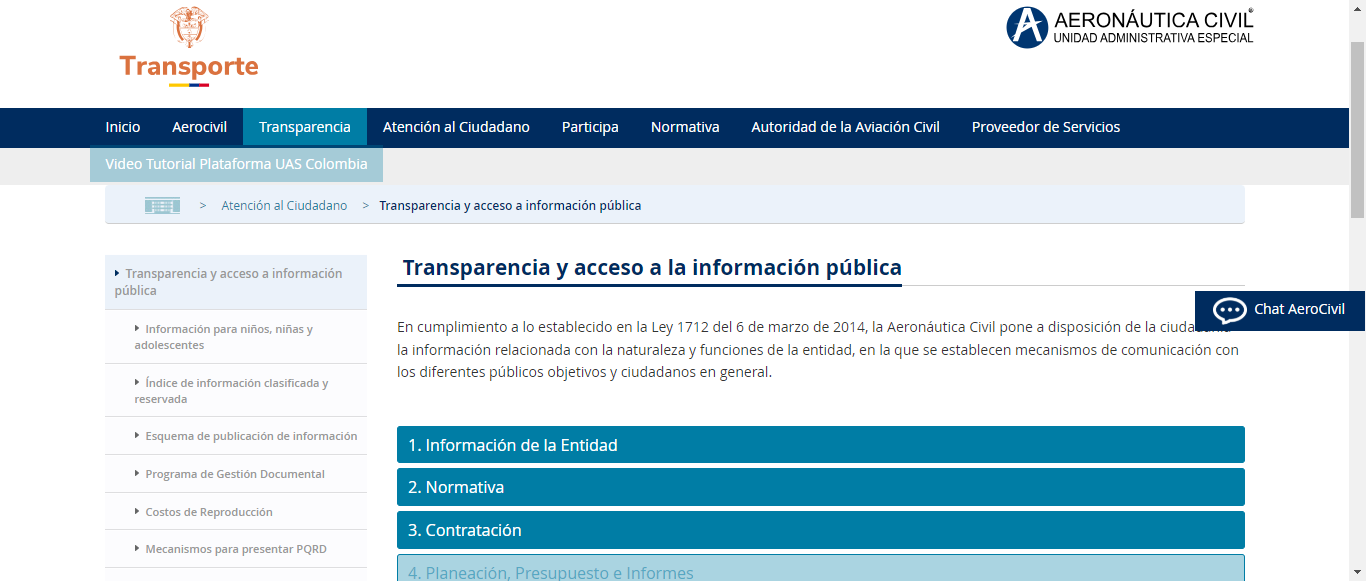 Transporte
AERONÁUTICA CIVIL
UNIDAD ADMINISTRATIVA ESPECIAL
Inicio Aerocivil Transparencia Atención al Ciudadano Participa Normativa Autoridad de la Aviación Civil Proveedor de Servicios
Video Tutorial Plataforma UAS Colombia
> Atención al Ciudadano > Transparencia y acceso a información pública
Transparencia y acceso a información
pública
Información para niños, niñas y
adolescentes
Índice de información clasificada y
reservada
Esquema de publicación de información
Programa de Gestión Documental
Costos de Reproducción
Mecanismos para presentar PQRD
Transparencia y acceso a la información pública
Chat AeroCivil
En cumplimiento a lo establecido en la Ley 1712 del 6 de marzo de 2014, la Aeronáutica Civil pone a disposición de la
la información relacionada con la naturaleza y funciones de la entidad, en la que se establecen mecanismos de comunicación con
los diferentes públicos objetivos y ciudadanos en general.
1. Información de la Entidad
2. Normativa
3. Contratación
4. Planeación, Presupuesto e Informes